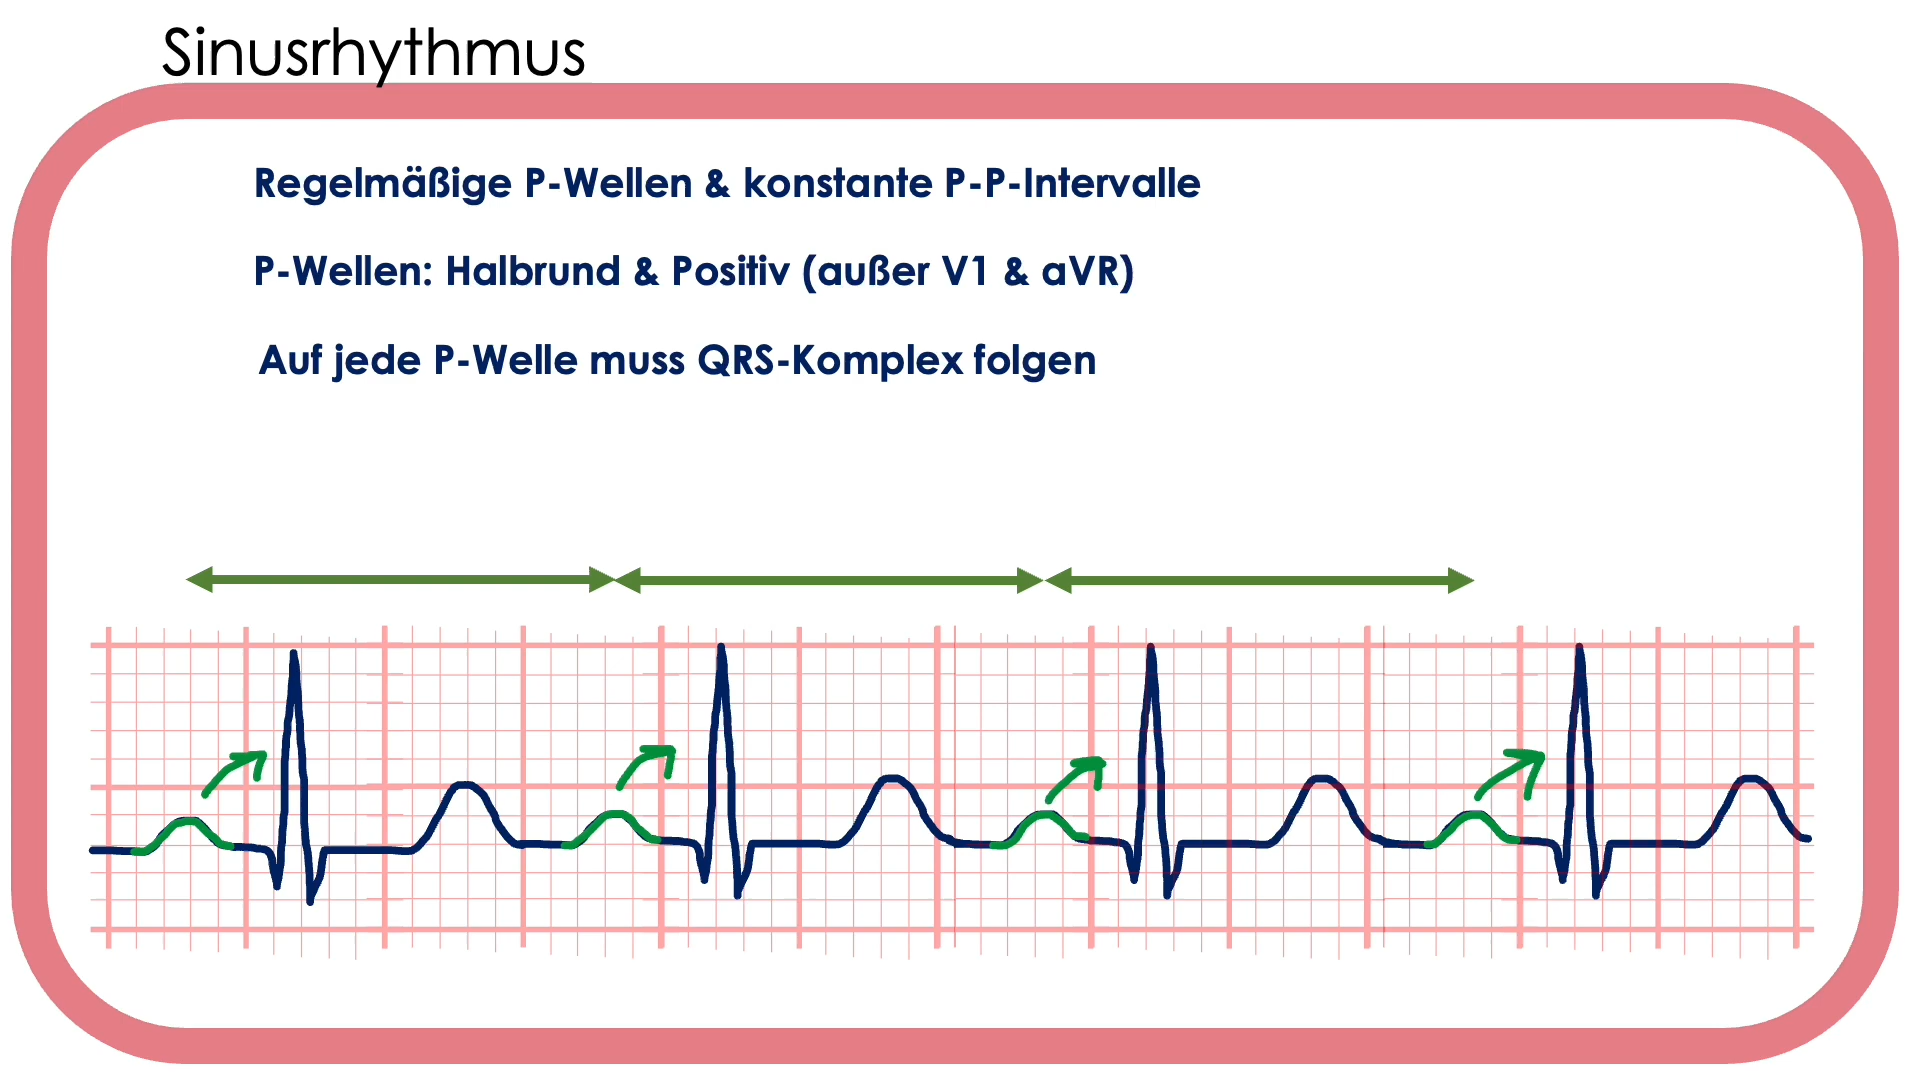 Sinusrhythmus
Regelmäßige P-Wellen & konstante P-P-Intervalle
P-Wellen: Halbrund & Positiv (außer V1 & aVR)
Auf jede P-Welle muss QRS-Komplex folgen